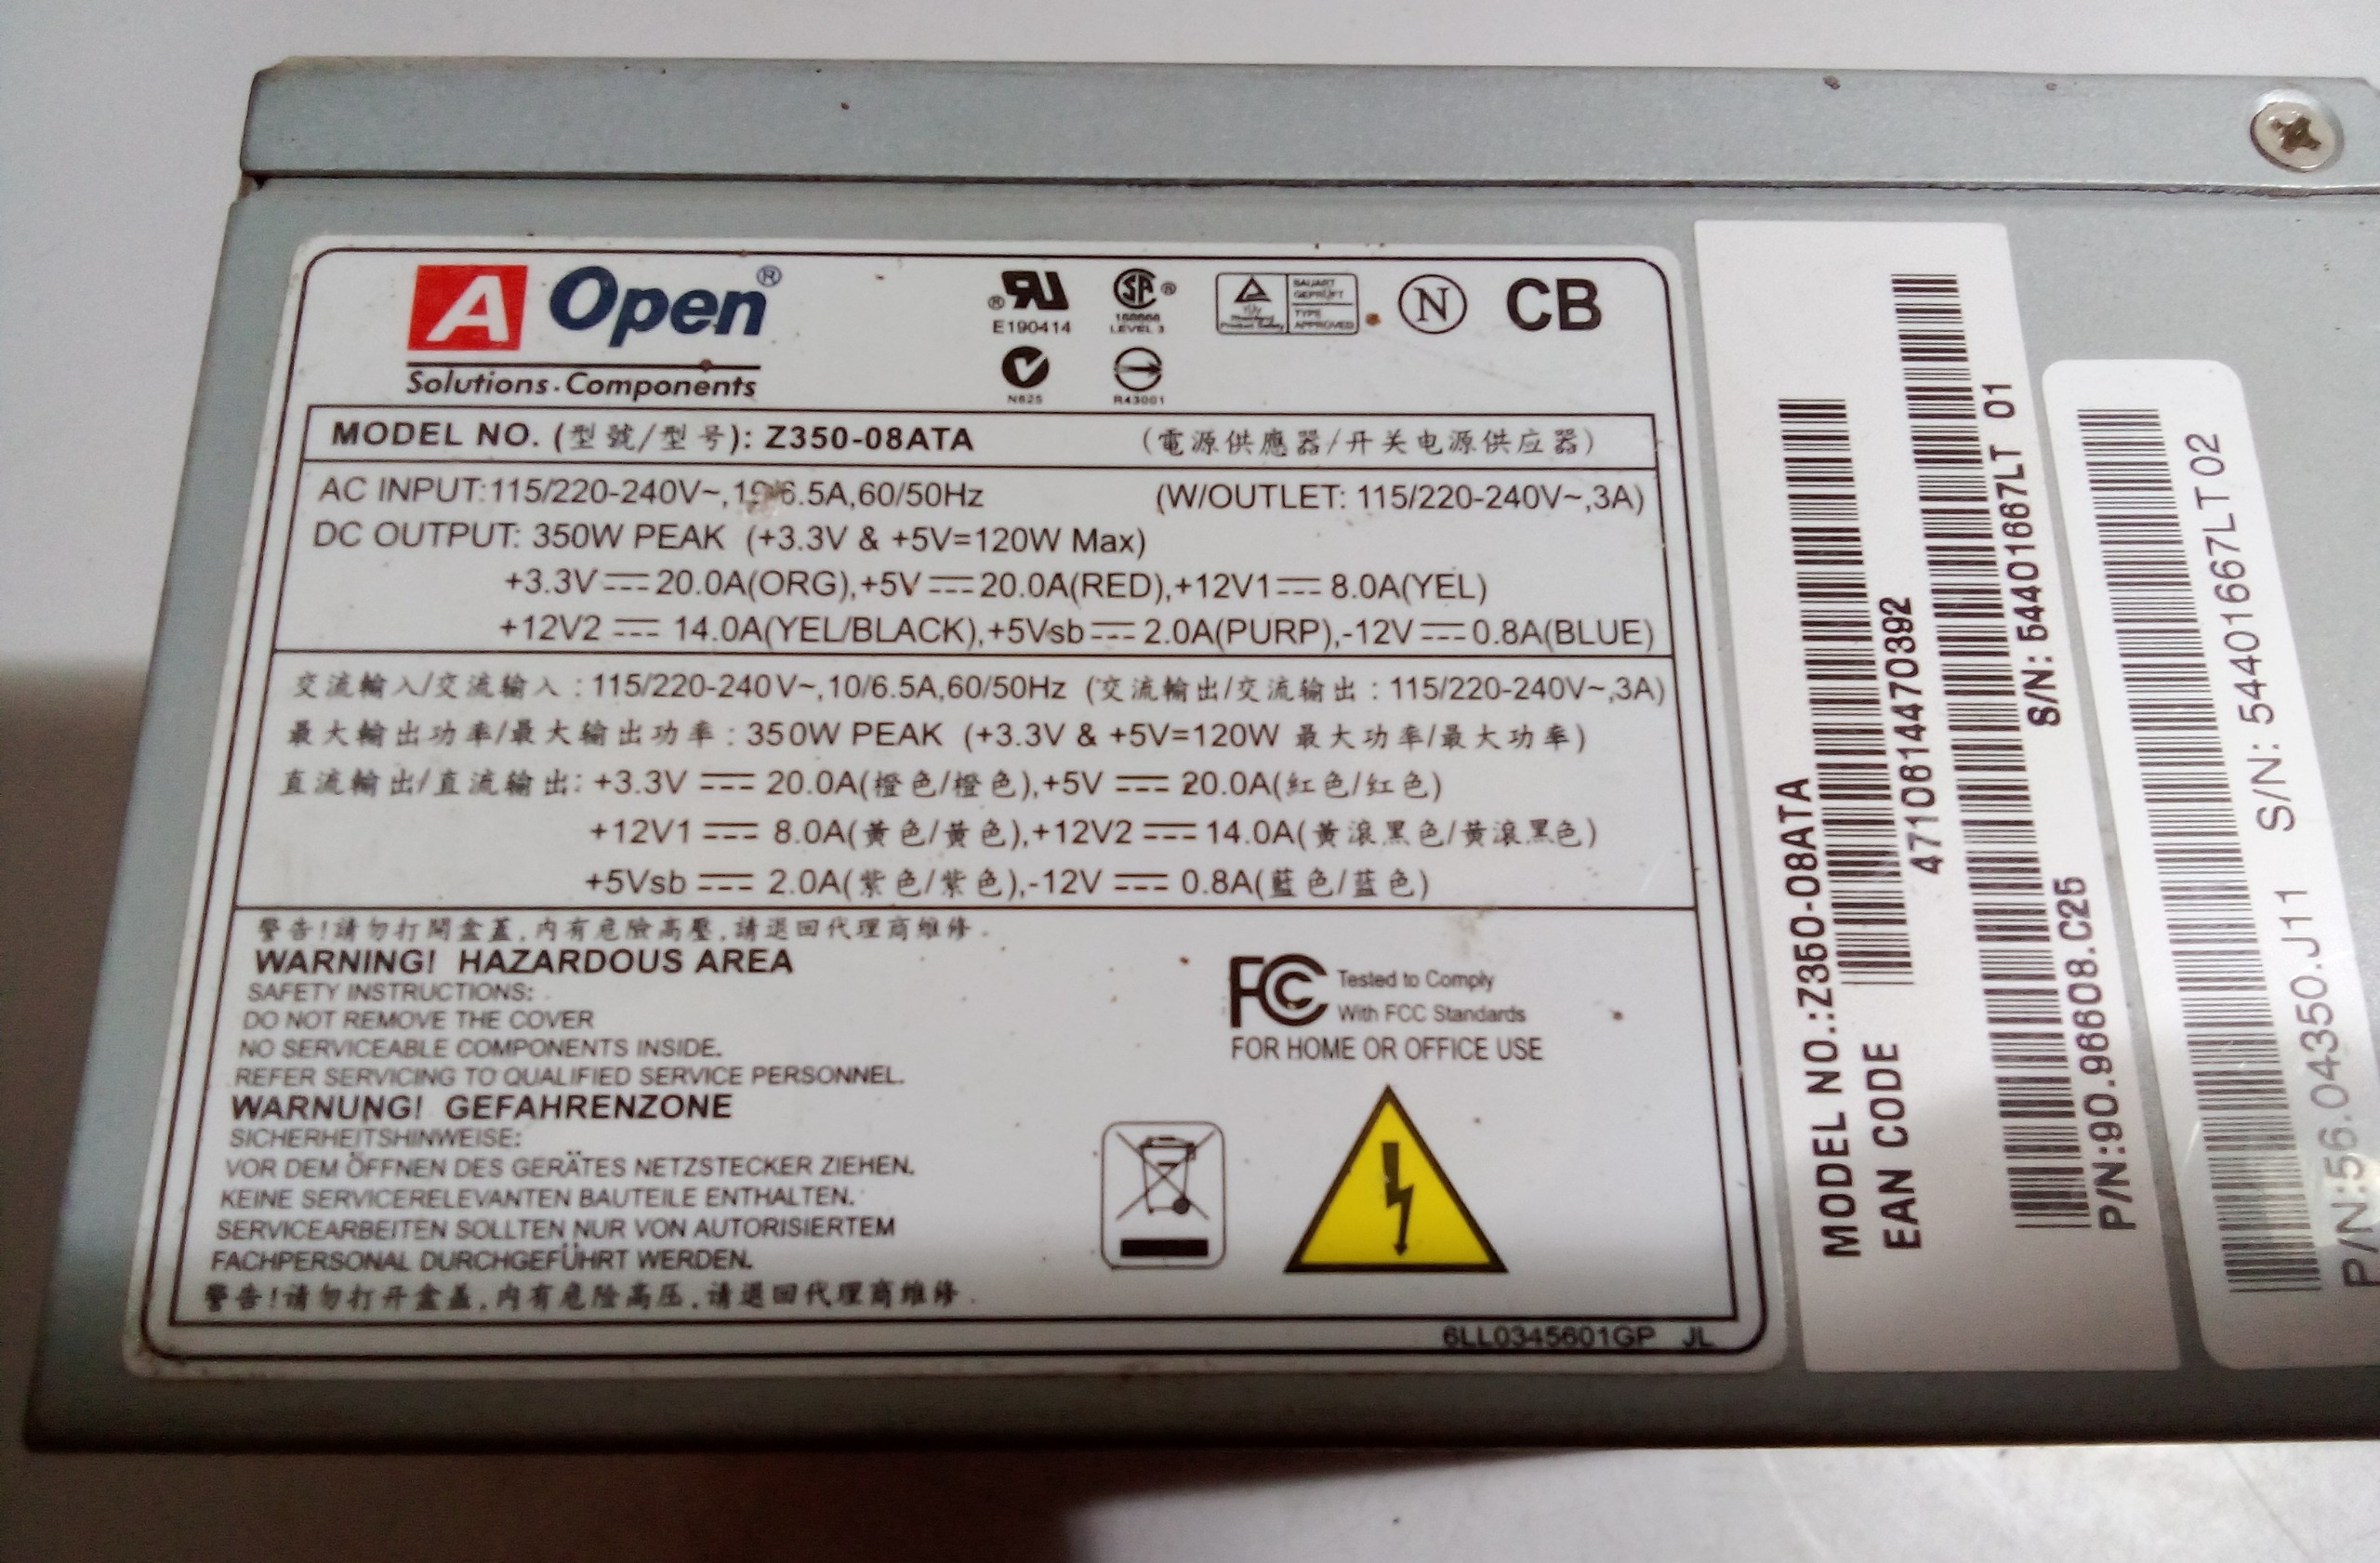 A Open®
Solutions·Components
E190414
LEVEL 3
BAUART
GEPRÜFT
TYPE
APPROVED
Product Safety
N
CB
N625
R43001
MODEL NO. (型號/型号): Z350-08ATA (電源供應器/开关电源供应器)
AC INPUT:115/220-240V~, 6.5A,60/50Hz (W/OUTLET: 115/220-240V~,3A)
DC OUTPUT: 350W PEAK (+3.3V & +5V=120W Max)
+3.3V⎓20.0A(ORG),+5V⎓20.0A(RED),+12V1⎓8.0A(YEL)
+12V2⎓14.0A(YEL/BLACK),+5Vsb⎓2.0A(PURP),-12V⎓0.8A(BLUE)
交流輸入/交流输入:115/220-240V~,10/6.5A,60/50Hz (交流輸出/交流输出:115/220-240V~,3A)
最大輸出功率/最大输出功率:350W PEAK (+3.3V & +5V=120W 最大功率/最大功率)
直流輸出/直流输出:+3.3V⎓20.0A(橙色/橙色),+5V⎓20.0A(紅色/红色)
+12V1⎓8.0A(黃色/黄色),+12V2⎓14.0A(黃滾黑色/黄滚黑色)
+5Vsb⎓2.0A(紫色/紫色),-12V⎓0.8A(藍色/蓝色)
警告!請勿打開盒蓋,內有危險高壓,請退回代理商維修.
WARNING! HAZARDOUS AREA
SAFETY INSTRUCTIONS:
DO NOT REMOVE THE COVER
NO SERVICEABLE COMPONENTS INSIDE.
REFER SERVICING TO QUALIFIED SERVICE PERSONNEL.
WARNUNG! GEFAHRENZONE
SICHERHEITSHINWEISE:
VOR DEM ÖFFNEN DES GERÄTES NETZSTECKER ZIEHEN.
KEINE SERVICERELEVANTEN BAUTEILE ENTHALTEN.
SERVICEARBEITEN SOLLTEN NUR VON AUTORISIERTEM
FACHPERSONAL DURCHGEFÜHRT WERDEN.
警告!请勿打开盒盖,内有危险高压,请退回代理商维修.
FC Tested to Comply
With FCC Standards
FOR HOME OR OFFICE USE
6LL0345601GP JL
MODEL NO.:Z350-08ATA
EAN CODE 4710614470392
S/N: 54401667LT 01
P/N:90.96608.C25
S/N: 54401667LT02
P/N:56.04350.J11